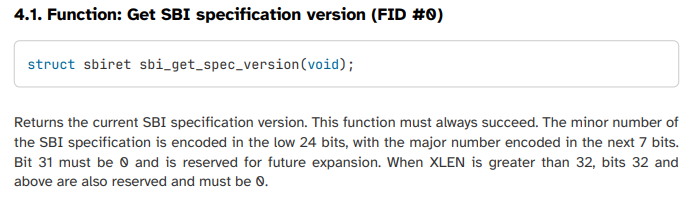 4.1. Function: Get SBI specification version (FID #0)
struct sbiret sbi_get_spec_version(void);
Returns the current SBI specification version. This function must always succeed. The minor number of
the SBI specification is encoded in the low 24 bits, with the major number encoded in the next 7 bits.
Bit 31 must be 0 and is reserved for future expansion. When XLEN is greater than 32, bits 32 and
above are also reserved and must be 0.